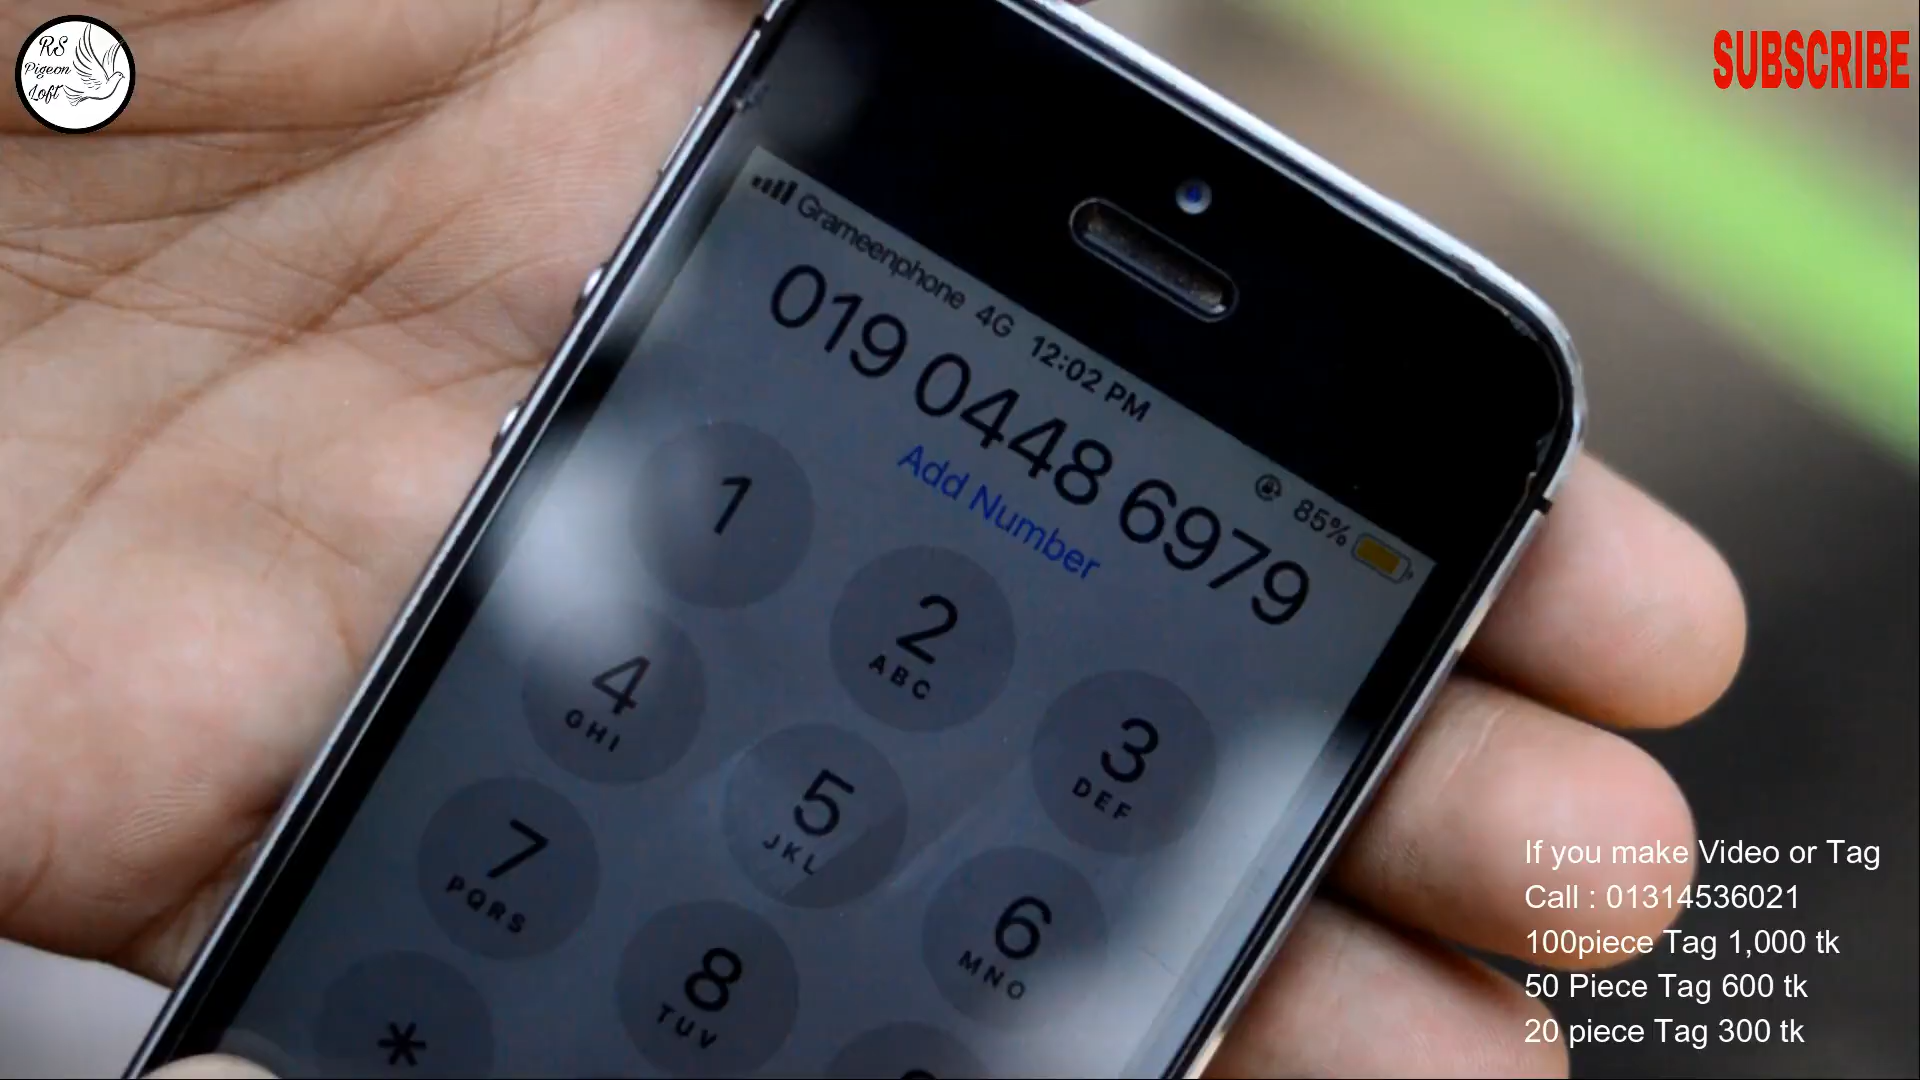 RS
Pigeon
Loft
SUBSCRIBE
Grameenphone 4G 12:02 PM 85%
019 0448 6979
Add Number
1
2
ABC
3
DEF
4
GHI
5
JKL
6
MNO
7
PQRS
8
TUV
*
If you make Video or Tag
Call : 01314536021
100piece Tag 1,000 tk
50 Piece Tag 600 tk
20 piece Tag 300 tk